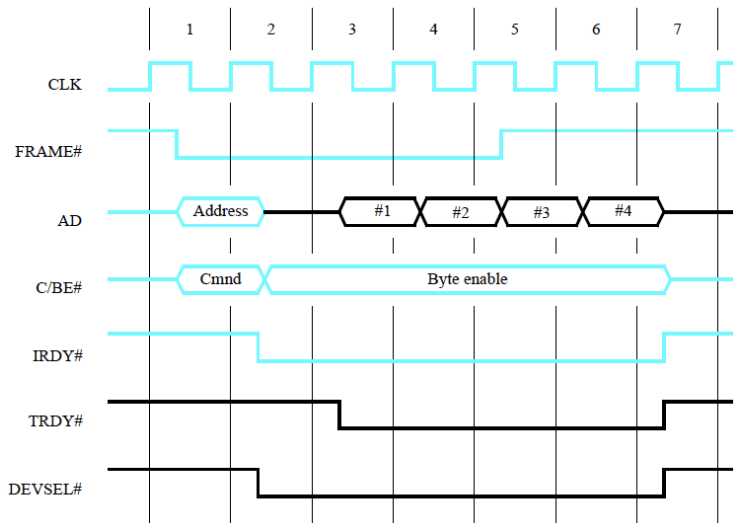 1 2 3 4 5 6 7
CLK
FRAME#
AD Address #1 #2 #3 #4
C/BE# Cmnd Byte enable
IRDY#
TRDY#
DEVSEL#